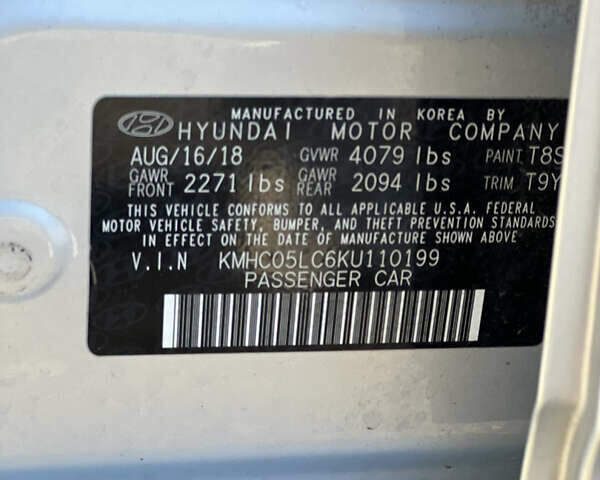 MANUFACTURED IN KOREA BY
HYUNDAI MOTOR COMPANY
AUG/16/18 GVWR 4079 lbs PAINT T8S
GAWR FRONT 2271 lbs GAWR REAR 2094 lbs TRIM T9Y
THIS VEHICLE CONFORMS TO ALL APPLICABLE U.S.A. FEDERAL
MOTOR VEHICLE SAFETY, BUMPER, AND THEFT PREVENTION STANDARDS
IN EFFECT ON THE DATE OF MANUFACTURE SHOWN ABOVE
V.I.N KMHC05LC6KU110199
PASSENGER CAR